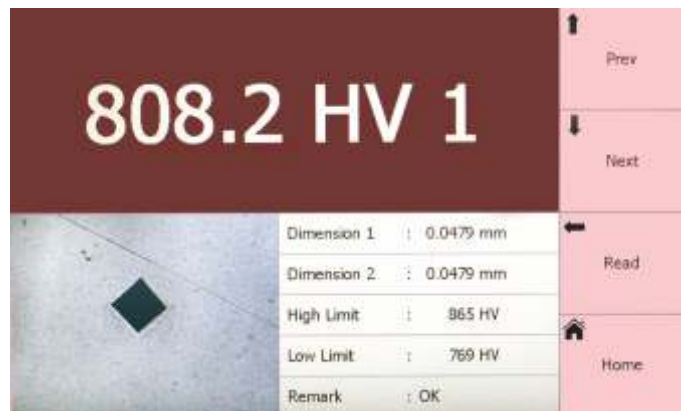 808.2 HV 1
Dimension 1 : 0.0479 mm
Dimension 2 : 0.0479 mm
High Limit : 865 HV
Low Limit : 769 HV
Remark : OK
Prev
Next
Read
Home